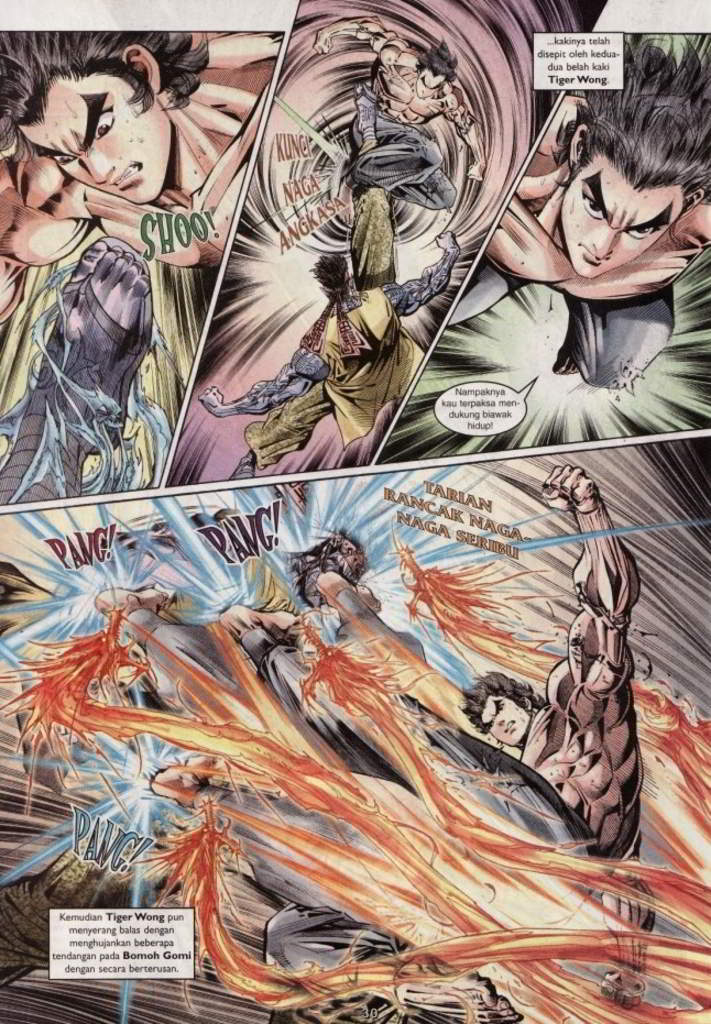 SHOO!
KUNCI
NAGA
ANGKASA
...kakinya telah
disepit oleh kedua-
dua belah kaki
Tiger Wong.
Nampaknya
kau terpaksa men-
dukung biawak
hidup!
TARIAN
RANCAK NAGA-
NAGA SERIBU
PANG!
PANG!
PANG!
Kemudian Tiger Wong pun
menyerang balas dengan
menghujankan beberapa
tendangan pada Bomoh Gomi
dengan secara berterusan.
30